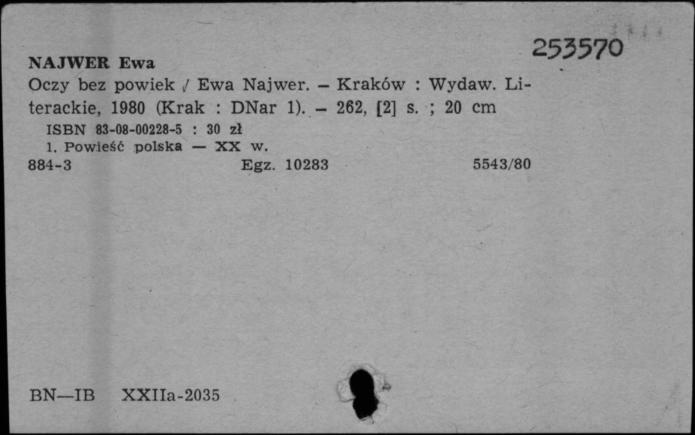 253570
NAJWER Ewa
Oczy bez powiek / Ewa Najwer. — Kraków : Wydaw. Li-
terackie, 1980 (Krak : DNar 1). — 262, [2] s. ; 20 cm
ISBN 83-08-00228-5 : 30 zł
1. Powieść polska — XX w.
884-3 Egz. 10283 5543/80
BN—IB XXIIa-2035